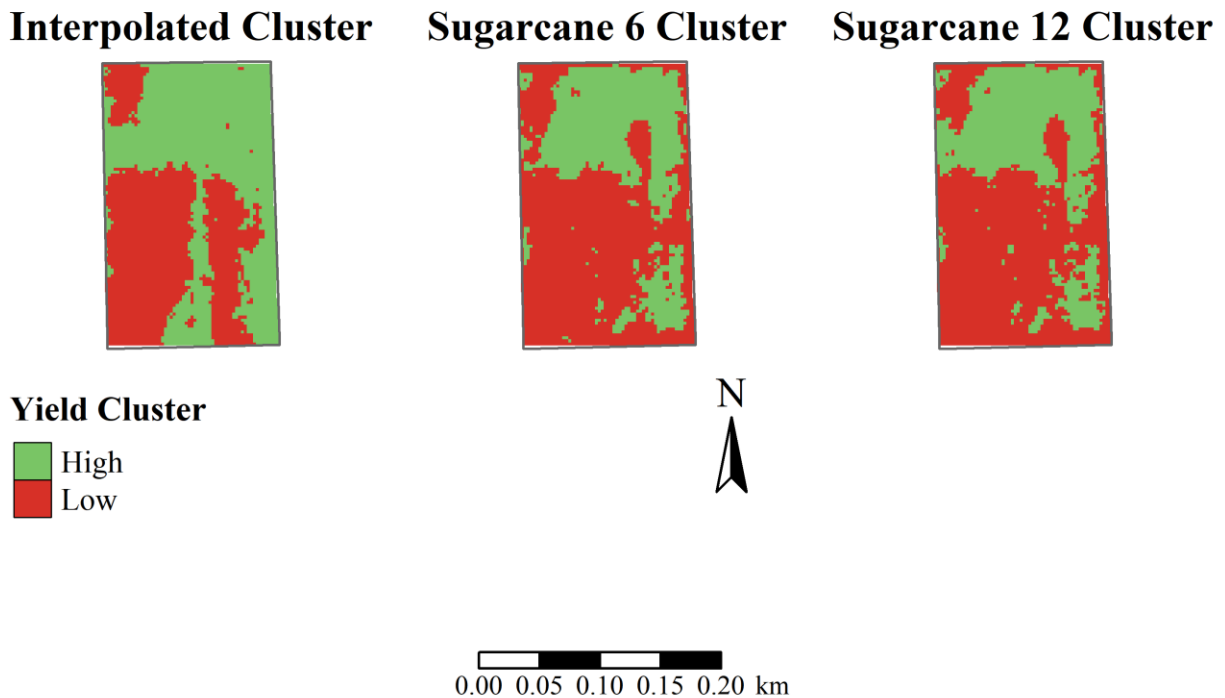 Interpolated Cluster
Sugarcane 6 Cluster
Sugarcane 12 Cluster
Yield Cluster
High
Low
N
0.00 0.05 0.10 0.15 0.20 km